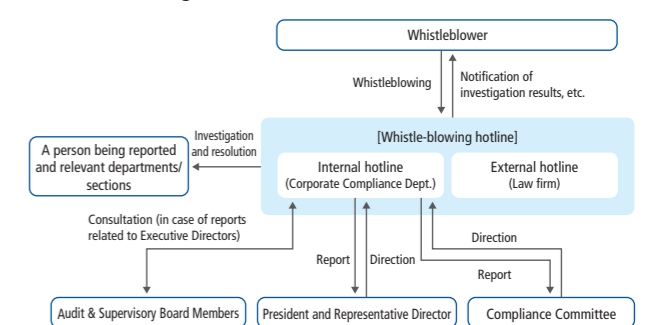 Whistleblower
Whistleblowing
Notification of
investigation results, etc.
[Whistle-blowing hotline]
Investigation
and resolution
A person being reported
and relevant departments/
sections
Internal hotline
(Corporate Compliance Dept.)
External hotline
(Law firm)
Consultation (in case of reports
related to Executive Directors)
Report
Direction
Direction
Report
Audit & Supervisory Board Members
President and Representative Director
Compliance Committee